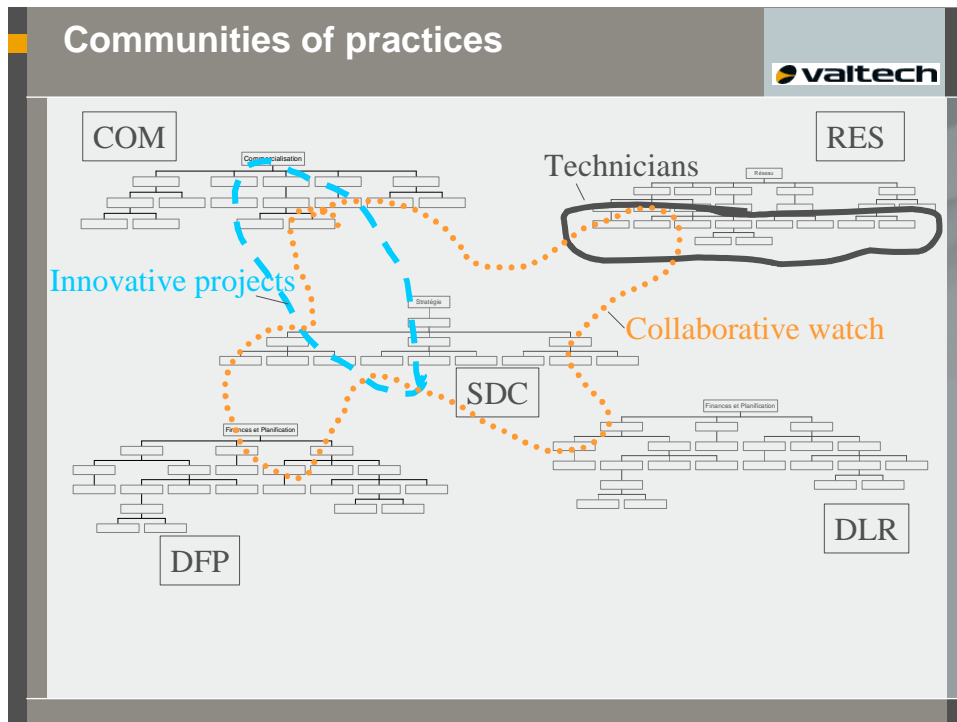 Communities of practices
valtech
COM
RES
Commercialisation
Technicians
Réseau
Innovative projects
Stratégie
Collaborative watch
SDC
Finances et Planification
Finances et Planification
DLR
DFP